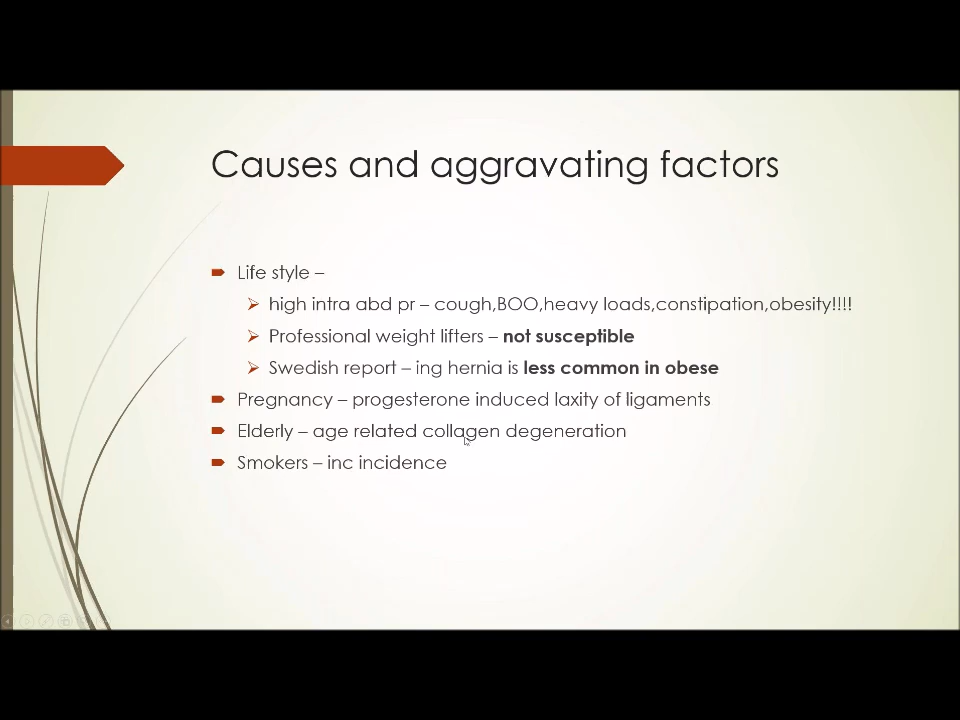 Causes and aggravating factors
Life style –
high intra abd pr – cough,BOO,heavy loads,constipation,obesity!!!!
Professional weight lifters – not susceptible
Swedish report – ing hernia is less common in obese
Pregnancy – progesterone induced laxity of ligaments
Elderly – age related collagen degeneration
Smokers – inc incidence